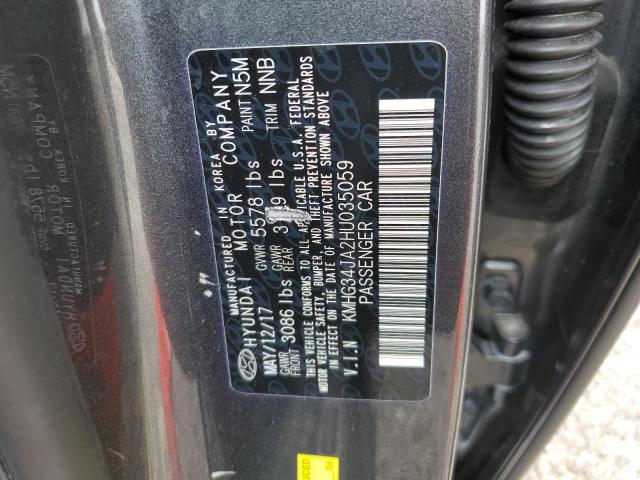 MANUFACTURED IN KOREA BY
HYUNDAI MOTOR COMPANY
MAY/12/17 GVWR 5578 lbs PAINT N5M
GAWR FRONT 3086 lbs GAWR REAR lbs TRIM NNB
THIS VEHICLE CONFORMS TO ALL APPLICABLE U.S.A. FEDERAL
MOTOR VEHICLE SAFETY, BUMPER, AND THEFT PREVENTION STANDARDS
IN EFFECT ON THE DATE OF MANUFACTURE SHOWN ABOVE
V.I.N KMHG34JA2HU035059
PASSENGER CAR